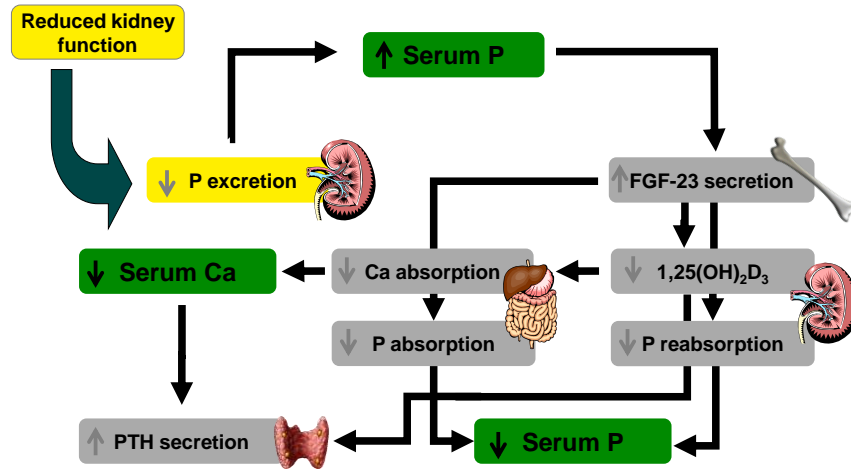 Reduced kidney
function
Serum P
P excretion
FGF-23 secretion
Serum Ca
Ca absorption
1,25(OH)₂D₃
P absorption
P reabsorption
PTH secretion
Serum P